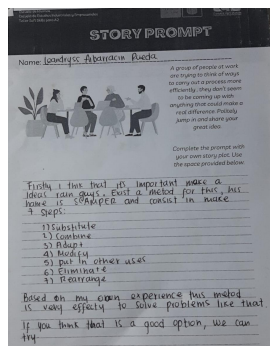 STORY PROMPT
Name: Leandryss Albarracin Rueda
A group of people at work
are trying to think of ways
to carry out a process more
efficiently, they don't seem
to be coming up with
anything that could make a
real difference. Politely
jump in and share your
great idea
Complete the prompt with
your own story plot. Use
the space provided below
Firstly i think that it's important make a
Ideas rain guys. Exist a metod for this, his
name is SCAMPER and consist in make
7 steps:
1) Substitute
2) Combine
3) Adapt
4) Modify
5) put in other uses
6) Eliminate
7) Rearrange
Based on my own experience this metod
is very effecty to solve problems like that
If you think that is a good option, we can
try.